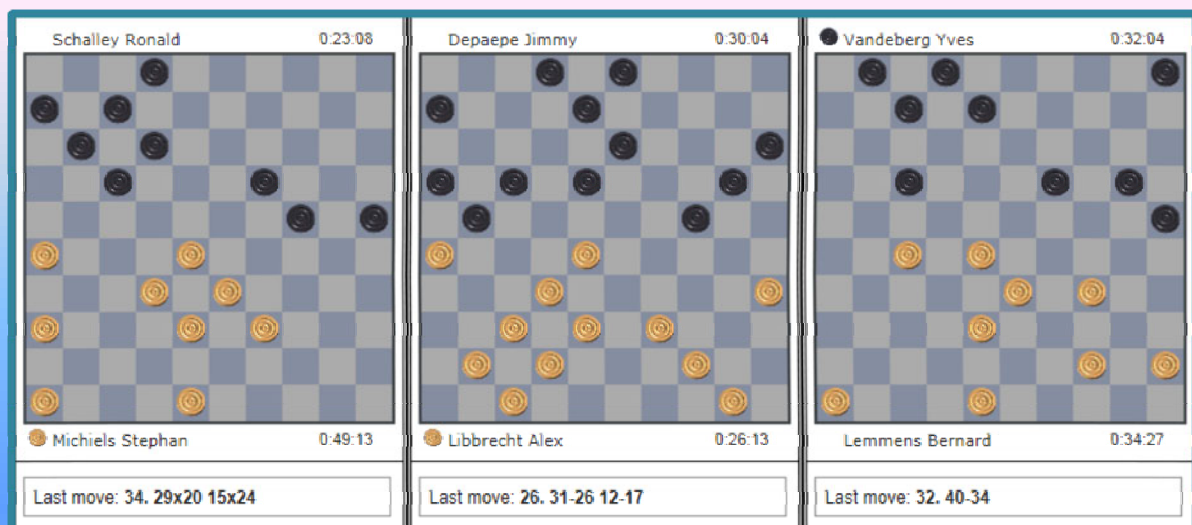 Schalley Ronald 0:23:08
Michiels Stephan 0:49:13
Last move: 34. 29x20 15x24
Depaepe Jimmy 0:30:04
Libbrecht Alex 0:26:13
Last move: 26. 31-26 12-17
Vandeberg Yves 0:32:04
Lemmens Bernard 0:34:27
Last move: 32. 40-34